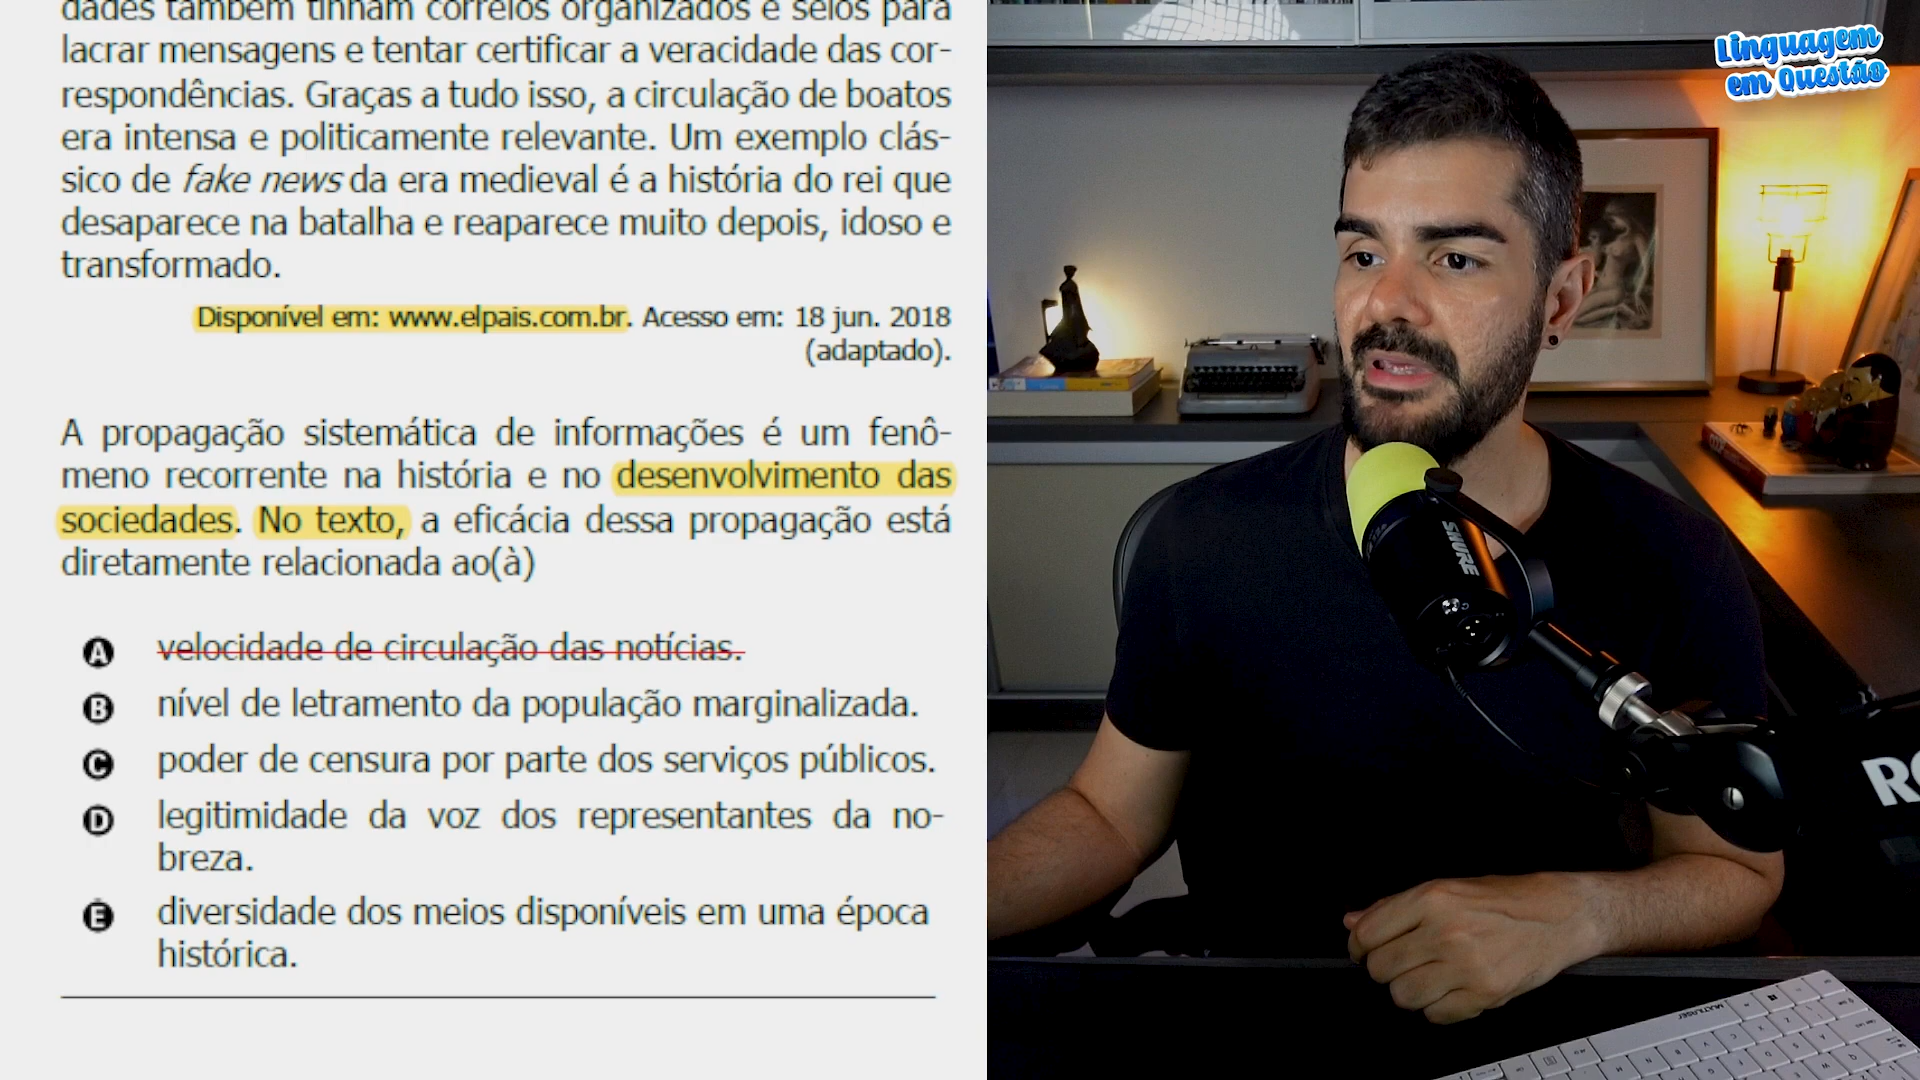 dades também tinham correios organizados e selos para
lacrar mensagens e tentar certificar a veracidade das cor-
respondências. Graças a tudo isso, a circulação de boatos
era intensa e politicamente relevante. Um exemplo clás-
sico de fake news da era medieval é a história do rei que
desaparece na batalha e reaparece muito depois, idoso e
transformado.
Disponível em: www.elpais.com.br. Acesso em: 18 jun. 2018
(adaptado).
A propagação sistemática de informações é um fenô-
meno recorrente na história e no desenvolvimento das
sociedades. No texto, a eficácia dessa propagação está
diretamente relacionada ao(à)
A velocidade de circulação das notícias.
B nível de letramento da população marginalizada.
C poder de censura por parte dos serviços públicos.
D legitimidade da voz dos representantes da no-
breza.
E diversidade dos meios disponíveis em uma época
histórica.
Linguagem
em Questão
SHURE